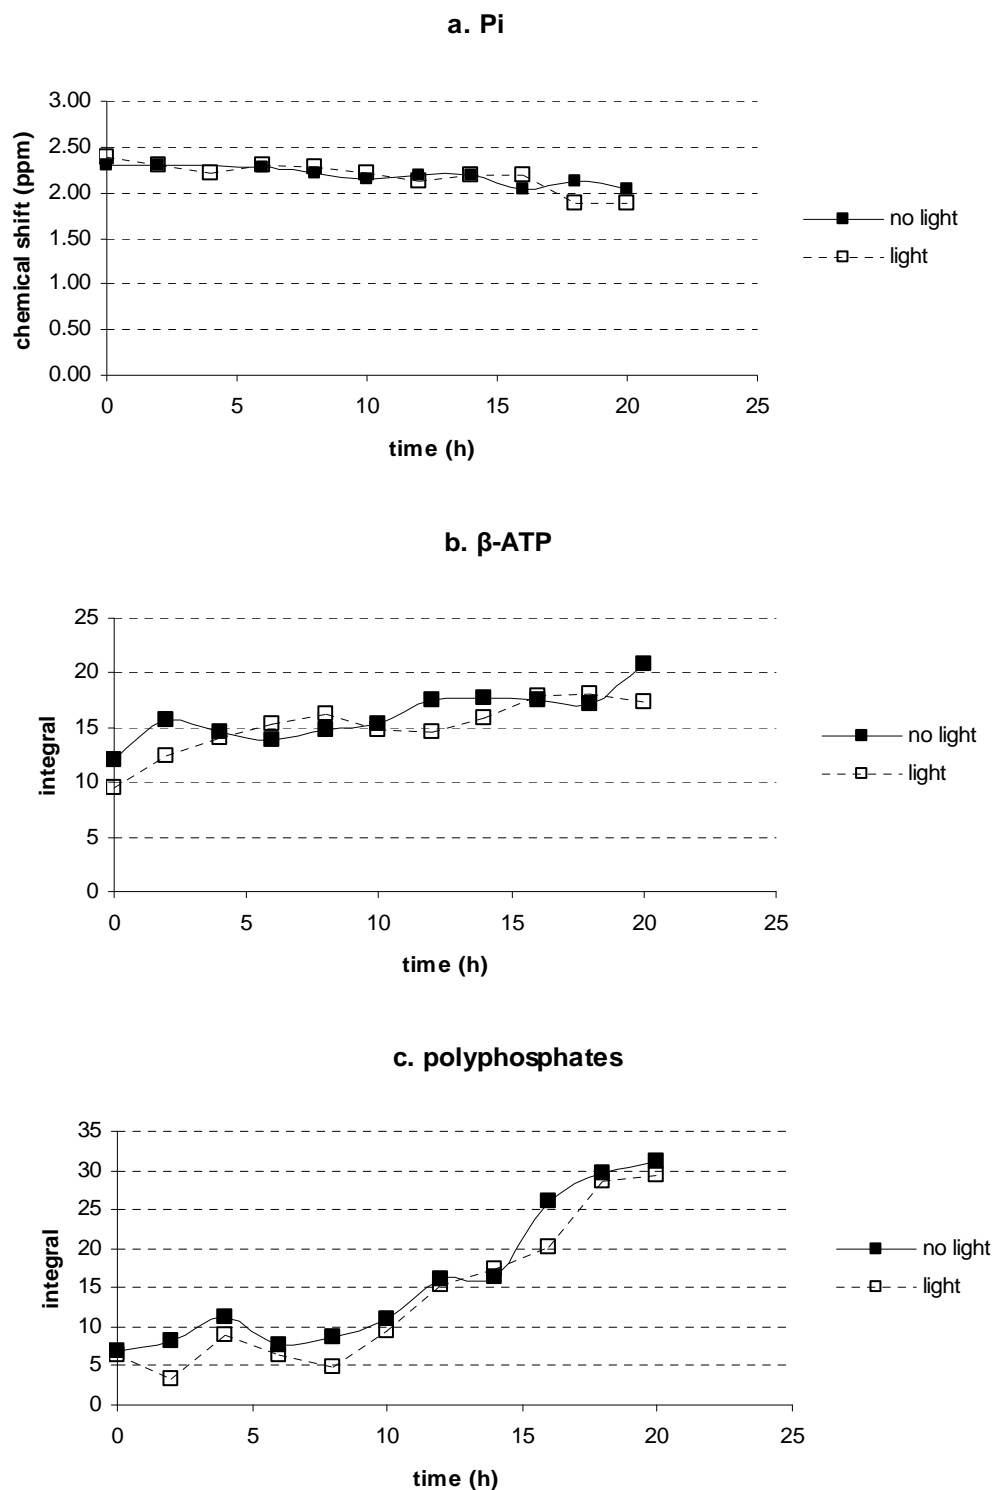 a. Pi
3.00
2.50
2.00
1.50
1.00
0.50
0.00
chemical shift (ppm)
0 5 10 15 20 25
time (h)
no light
light
b. β-ATP
25
20
15
10
5
0
integral
0 5 10 15 20 25
time (h)
no light
light
c. polyphosphates
35
30
25
20
15
10
5
0
integral
0 5 10 15 20 25
time (h)
no light
light